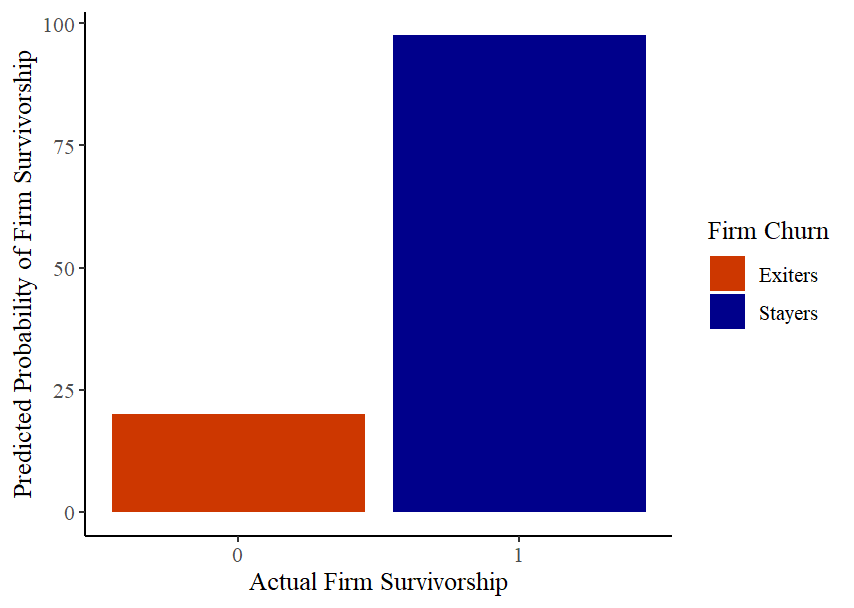 Predicted Probability of Firm Survivorship
100
75
50
25
0
0 1
Actual Firm Survivorship
Firm Churn
Exiters
Stayers